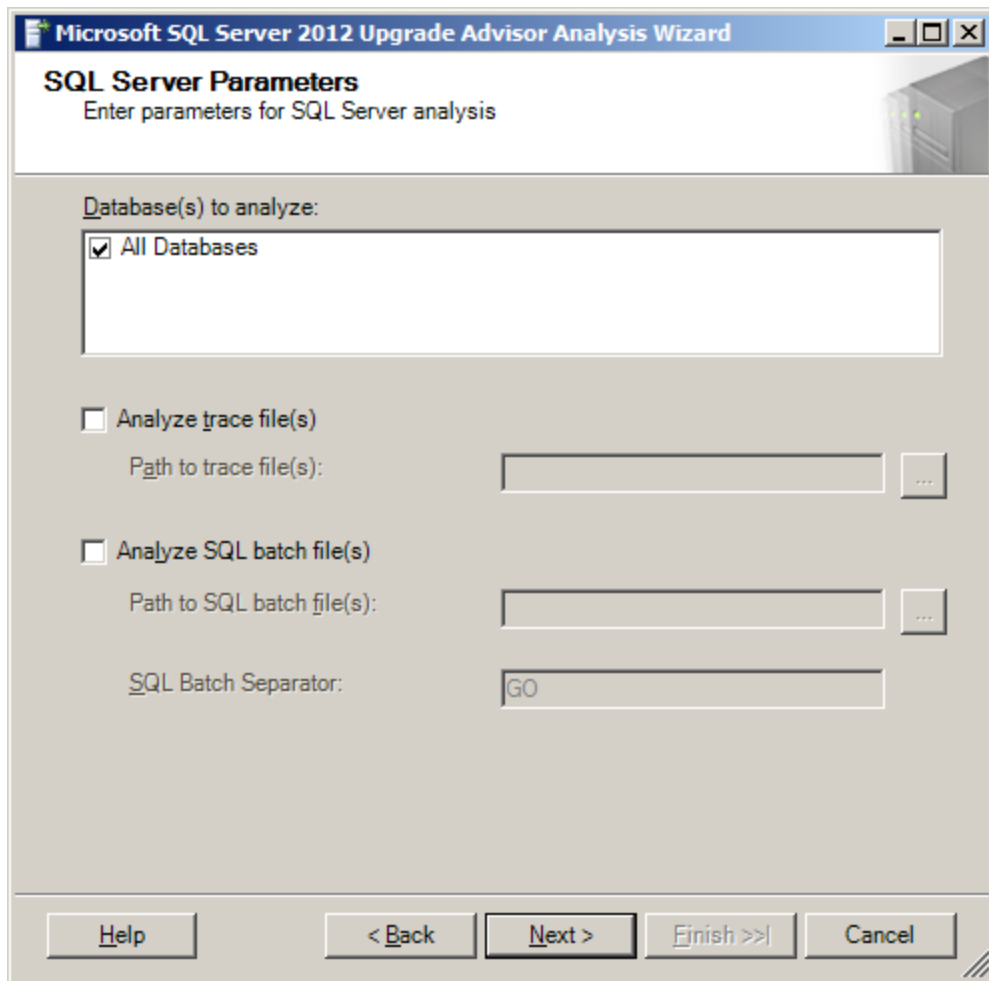 Microsoft SQL Server 2012 Upgrade Advisor Analysis Wizard
SQL Server Parameters
Enter parameters for SQL Server analysis
Database(s) to analyze:
All Databases
Analyze trace file(s)
Path to trace file(s):
...
Analyze SQL batch file(s)
Path to SQL batch file(s):
...
SQL Batch Separator:
GO
Help
< Back
Next >
Finish >>|
Cancel